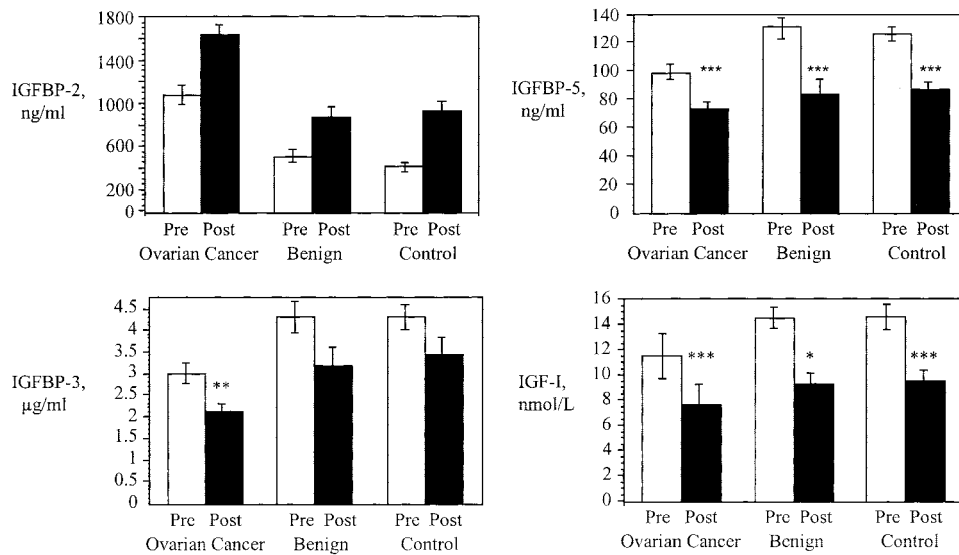 1800
1400
IGFBP-2,
ng/ml
1000
600
200
0
Pre Post Pre Post Pre Post
Ovarian Cancer Benign Control
140
120
IGFBP-5,
ng/ml
100
80
60
40
20
0
*** *** ***
Pre Post Pre Post Pre Post
Ovarian Cancer Benign Control
4.5
4
3.5
IGFBP-3,
µg/ml
3
2.5
2
1.5
1
0.5
0
**
Pre Post Pre Post Pre Post
Ovarian Cancer Benign Control
16
14
12
IGF-I,
nmol/L
10
8
6
4
2
0
*** * ***
Pre Post Pre Post Pre Post
Ovarian Cancer Benign Control